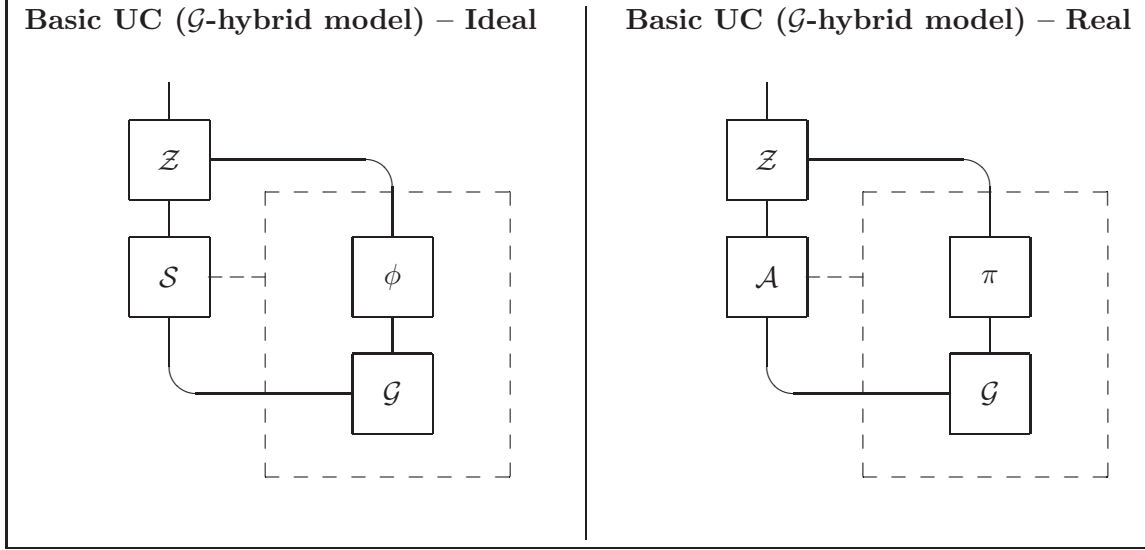 Basic UC (𝒢-hybrid model) – Ideal
𝒵
𝒮
ϕ
𝒢
Basic UC (𝒢-hybrid model) – Real
𝒵
𝒜
π
𝒢